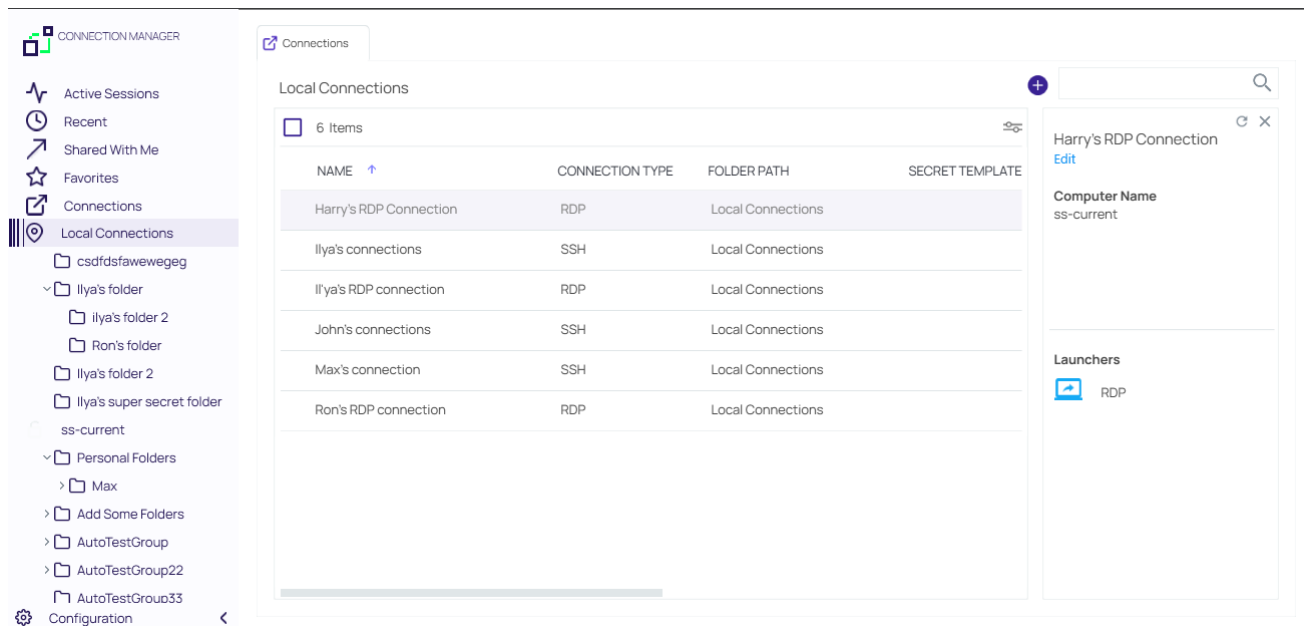 CONNECTION MANAGER
Active Sessions
Recent
Shared With Me
Favorites
Connections
Local Connections
csdfdsfawewegeg
Ilya's folder
ilya's folder 2
Ron's folder
Ilya's folder 2
Ilya's super secret folder
ss-current
Personal Folders
Max
Add Some Folders
AutoTestGroup
AutoTestGroup22
AutoTestGroup33
Configuration
Connections
Local Connections
6 Items
NAME CONNECTION TYPE FOLDER PATH SECRET TEMPLATE
Harry's RDP Connection RDP Local Connections
Ilya's connections SSH Local Connections
Il'ya's RDP connection RDP Local Connections
John's connections SSH Local Connections
Max's connection SSH Local Connections
Ron's RDP connection RDP Local Connections
Harry's RDP Connection
Edit
Computer Name
ss-current
Launchers
RDP